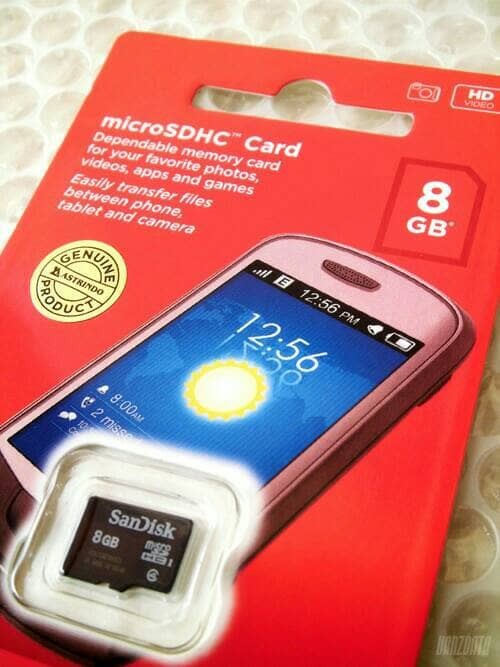 HD
VIDEO
microSDHC™ Card
Dependable memory card
for your favorite photos,
videos, apps and games
Easily transfer files
between phone,
tablet and camera
8
GB*
GENUINE
ASTRINDO
PRODUCT
12:56 PM
12:56
8:00AM
2 misse
SanDisk
8GB
micro
HC I
4
VANZDATA